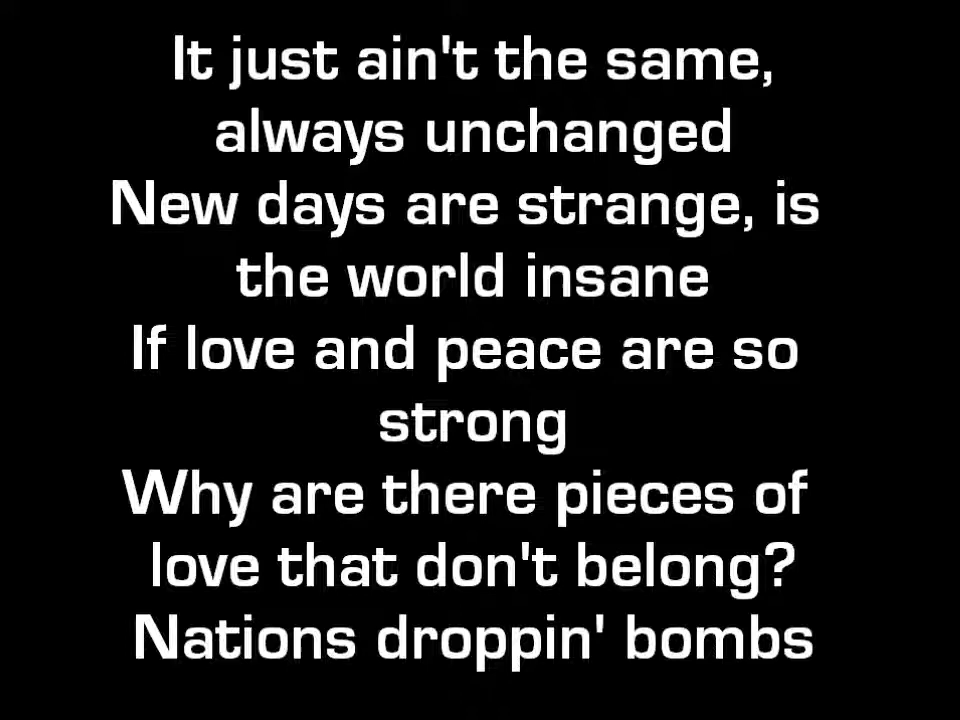 It just ain't the same,
always unchanged
New days are strange, is
the world insane
If love and peace are so
strong
Why are there pieces of
love that don't belong?
Nations droppin' bombs